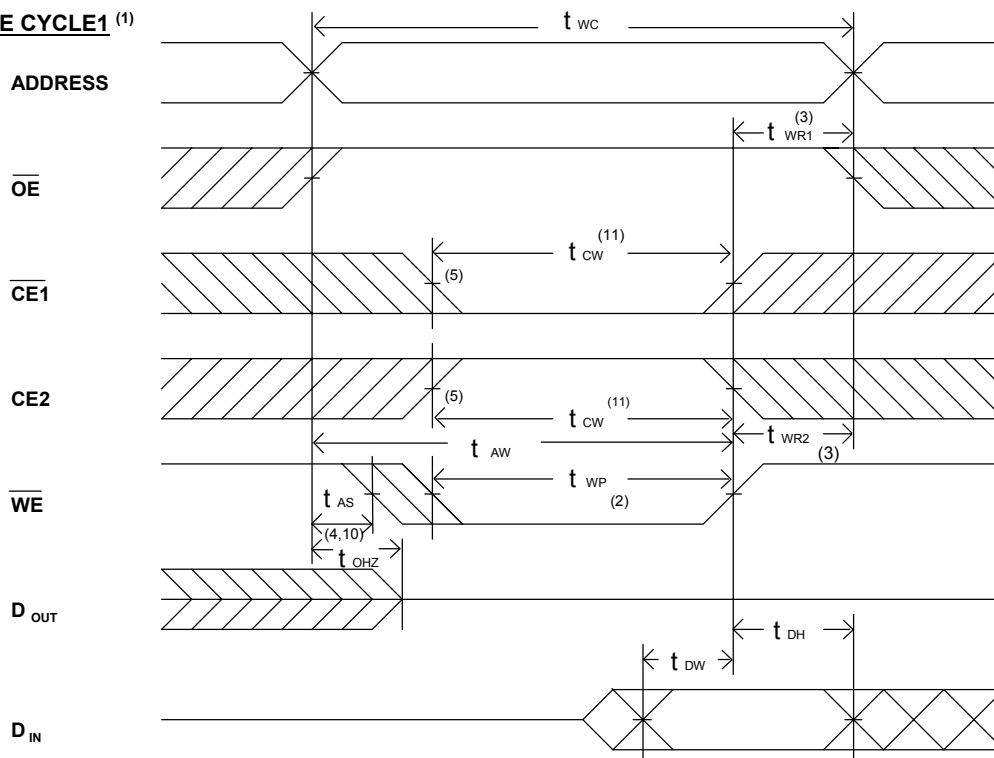 E CYCLE1 (1)
t WC
ADDRESS
t WR1 (3)
OE
t CW (11)
CE1
(5)
CE2
(5)
t CW (11)
t WR2 (3)
t AW
WE
t WP (2)
t AS
(4,10)
t OHZ
D OUT
t DH
t DW
D IN